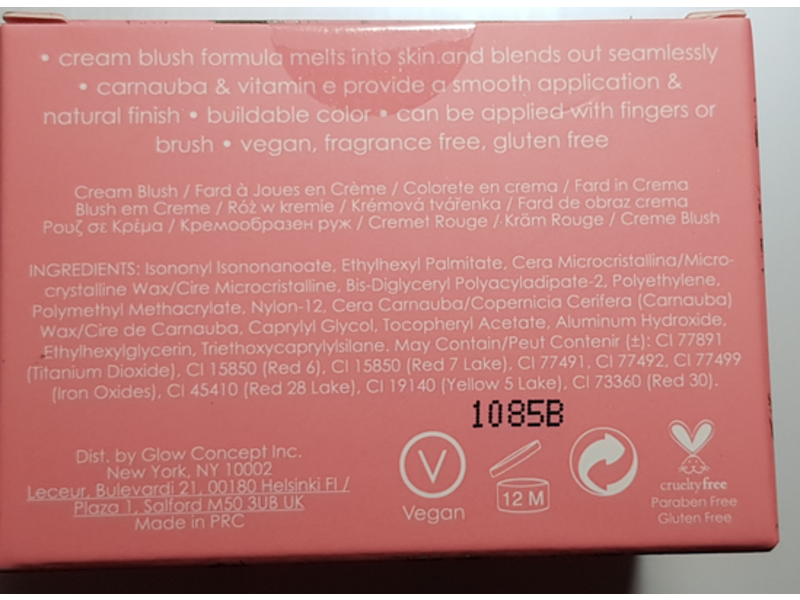 • cream blush formula melts into skin and blends out seamlessly
• carnauba & vitamin e provide a smooth application &
natural finish • buildable color • can be applied with fingers or
brush • vegan, fragrance free, gluten free
Cream Blush / Fard à Joues en Crème / Colorete en crema / Fard in Crema
Blush em Creme / Róż w kremie / Krémová tvářenka / Fard de obraz crema
Ρουζ σε Κρέμα / Кремообразен руж / Cremet Rouge / Kräm Rouge / Creme Blush
INGREDIENTS: Isononyl Isononanoate, Ethylhexyl Palmitate, Cera Microcristallina/Micro-
crystalline Wax/Cire Microcristalline, Bis-Diglyceryl Polyacyladipate-2, Polyethylene,
Polymethyl Methacrylate, Nylon-12, Cera Carnauba/Copernicia Cerifera (Carnauba)
Wax/Cire de Carnauba, Caprylyl Glycol, Tocopheryl Acetate, Aluminum Hydroxide,
Ethylhexylglycerin, Triethoxycaprylylsilane. May Contain/Peut Contenir (±): CI 77891
(Titanium Dioxide), CI 15850 (Red 6), CI 15850 (Red 7 Lake), CI 77491, CI 77492, CI 77499
(Iron Oxides), CI 45410 (Red 28 Lake), CI 19140 (Yellow 5 Lake), CI 73360 (Red 30).
1085B
Dist. by Glow Concept Inc.
New York, NY 10002
Leceur, Bulevardi 21, 00180 Helsinki FI /
Plaza 1, Salford M50 3UB UK
Made in PRC
V
Vegan
12 M
crueltyfree
Paraben Free
Gluten Free